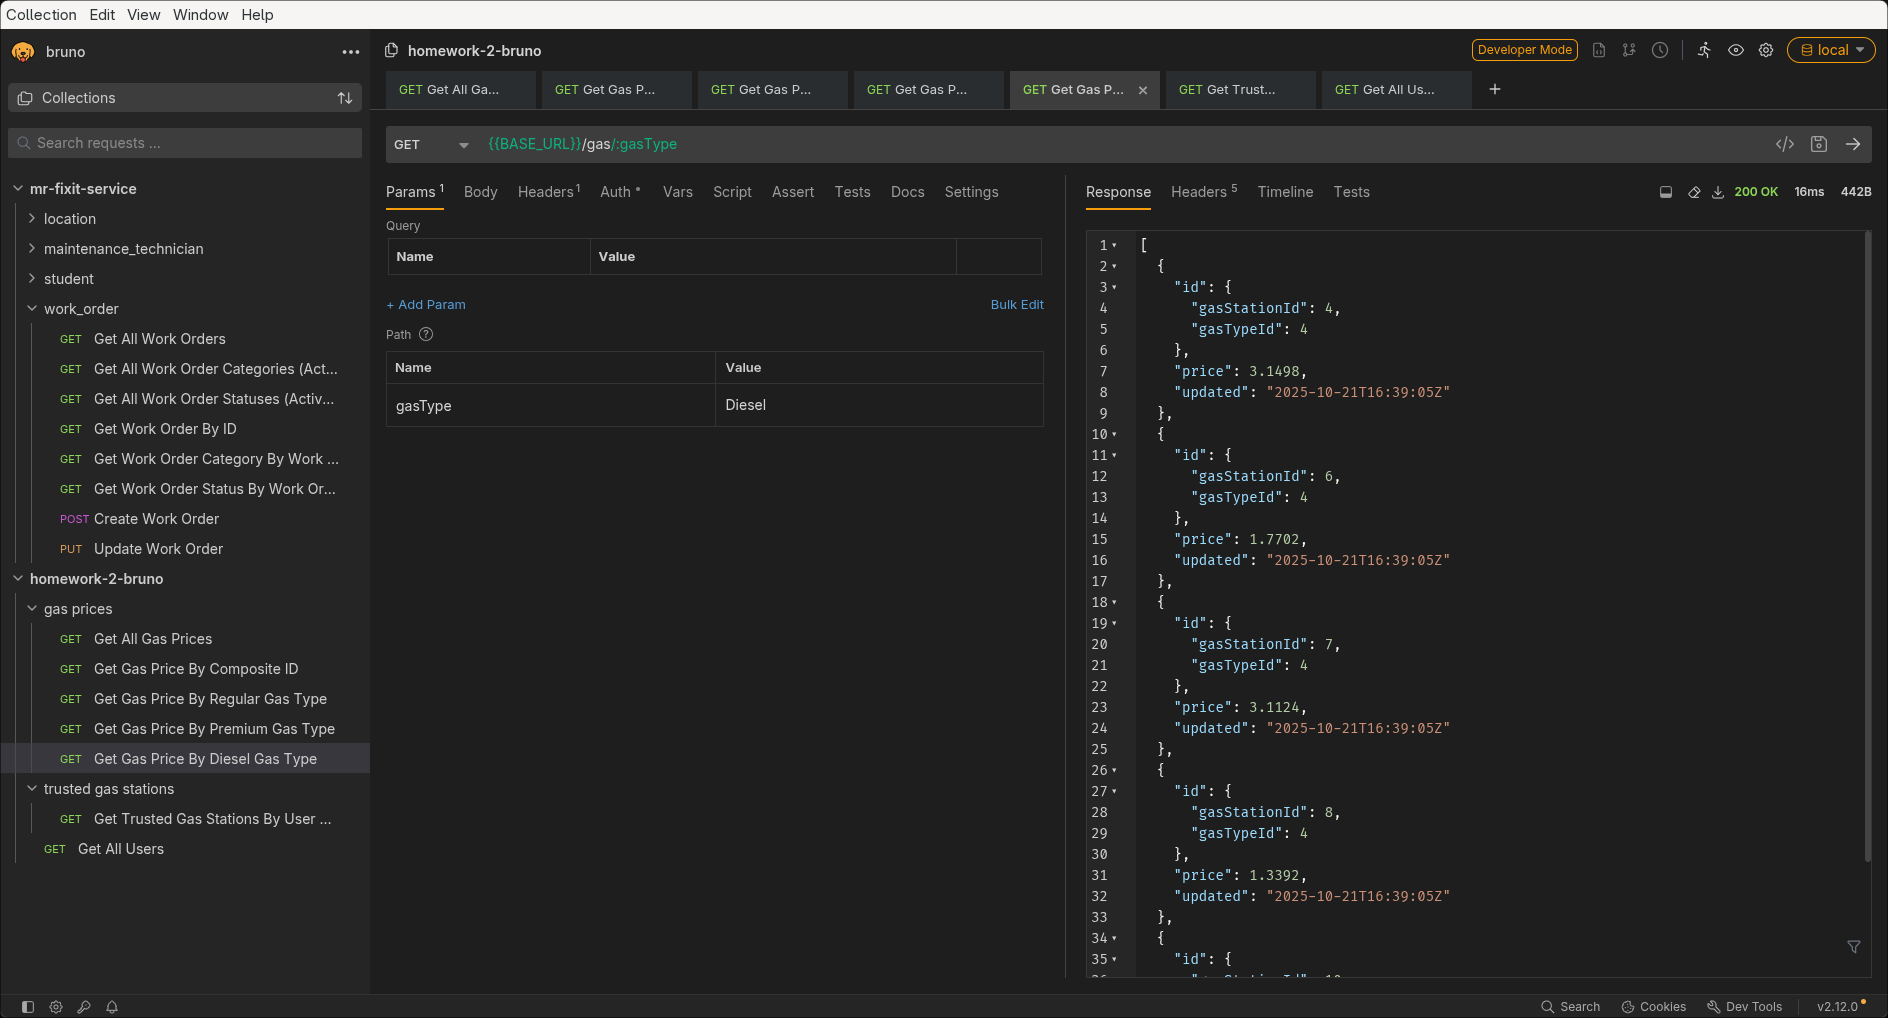 Collection Edit View Window Help
bruno
Collections
Search requests ...
mr-fixit-service
location
maintenance_technician
student
work_order
GET Get All Work Orders
GET Get All Work Order Categories (Act...
GET Get All Work Order Statuses (Activ...
GET Get Work Order By ID
GET Get Work Order Category By Work ...
GET Get Work Order Status By Work Or...
POST Create Work Order
PUT Update Work Order
homework-2-bruno
gas prices
GET Get All Gas Prices
GET Get Gas Price By Composite ID
GET Get Gas Price By Regular Gas Type
GET Get Gas Price By Premium Gas Type
GET Get Gas Price By Diesel Gas Type
trusted gas stations
GET Get Trusted Gas Stations By User ...
GET Get All Users
homework-2-bruno
Developer Mode
local
GET Get All Ga...
GET Get Gas P...
GET Get Gas P...
GET Get Gas P...
GET Get Gas P...
GET Get Trust...
GET Get All Us...
GET {{BASE_URL}}/gas/:gasType
Params 1 Body Headers 1 Auth Vars Script Assert Tests Docs Settings
Query
Name Value
+ Add Param Bulk Edit
Path
Name Value
gasType Diesel
Response Headers 5 Timeline Tests
200 OK 16ms 442B
1 [
2 {
3 "id": {
4 "gasStationId": 4,
5 "gasTypeId": 4
6 },
7 "price": 3.1498,
8 "updated": "2025-10-21T16:39:05Z"
9 },
10 {
11 "id": {
12 "gasStationId": 6,
13 "gasTypeId": 4
14 },
15 "price": 1.7702,
16 "updated": "2025-10-21T16:39:05Z"
17 },
18 {
19 "id": {
20 "gasStationId": 7,
21 "gasTypeId": 4
22 },
23 "price": 3.1124,
24 "updated": "2025-10-21T16:39:05Z"
25 },
26 {
27 "id": {
28 "gasStationId": 8,
29 "gasTypeId": 4
30 },
31 "price": 1.3392,
32 "updated": "2025-10-21T16:39:05Z"
33 },
34 {
35 "id": {
Search Cookies Dev Tools v2.12.0